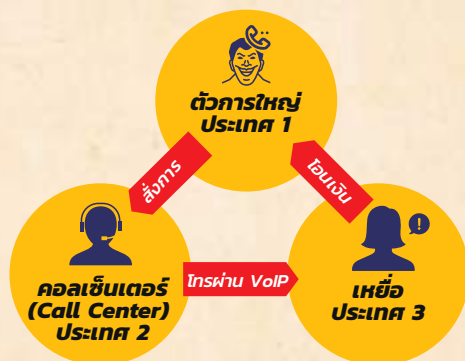 ตัวการใหญ่
ประเทศ 1
สั่งการ
โอนเงิน
คอลเซ็นเตอร์
(Call Center)
ประเทศ 2
โทรผ่าน VoIP
เหยื่อ
ประเทศ 3